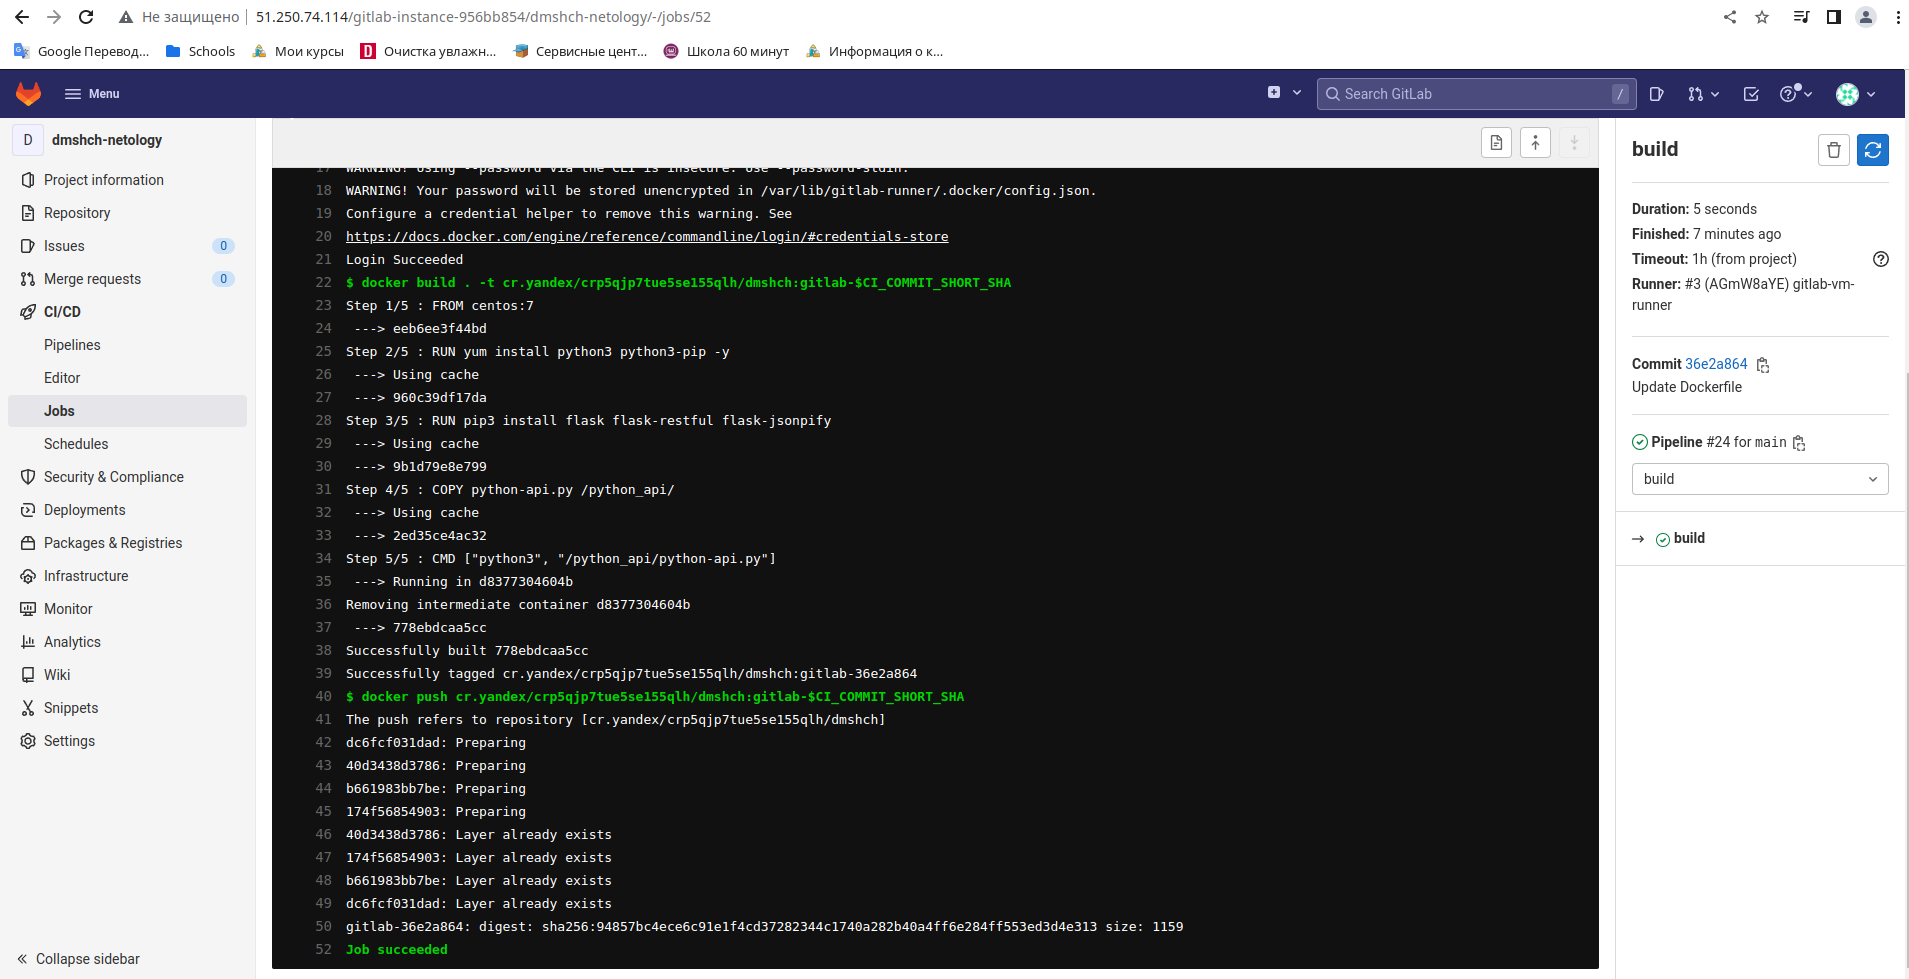 Не защищено
51.250.74.114/gitlab-instance-956bb854/dmshch-netology/-/jobs/52
Google Перевод...
Schools
Мои курсы
Очистка увлажн...
Сервисные цент...
Школа 60 минут
Информация о к...
Menu
Search GitLab
/
D
dmshch-netology
Project information
Repository
Issues 0
Merge requests 0
CI/CD
Pipelines
Editor
Jobs
Schedules
Security & Compliance
Deployments
Packages & Registries
Infrastructure
Monitor
Analytics
Wiki
Snippets
Settings
Collapse sidebar
17 WARNING! Using --password via the CLI is insecure. Use --password-stdin.
18 WARNING! Your password will be stored unencrypted in /var/lib/gitlab-runner/.docker/config.json.
19 Configure a credential helper to remove this warning. See
20 https://docs.docker.com/engine/reference/commandline/login/#credentials-store
21 Login Succeeded
22 $ docker build . -t cr.yandex/crp5qjp7tue5se155qlh/dmshch:gitlab-$CI_COMMIT_SHORT_SHA
23 Step 1/5 : FROM centos:7
24 ---> eeb6ee3f44bd
25 Step 2/5 : RUN yum install python3 python3-pip -y
26 ---> Using cache
27 ---> 960c39df17da
28 Step 3/5 : RUN pip3 install flask flask-restful flask-jsonpify
29 ---> Using cache
30 ---> 9b1d79e8e799
31 Step 4/5 : COPY python-api.py /python_api/
32 ---> Using cache
33 ---> 2ed35ce4ac32
34 Step 5/5 : CMD ["python3", "/python_api/python-api.py"]
35 ---> Running in d8377304604b
36 Removing intermediate container d8377304604b
37 ---> 778ebdcaa5cc
38 Successfully built 778ebdcaa5cc
39 Successfully tagged cr.yandex/crp5qjp7tue5se155qlh/dmshch:gitlab-36e2a864
40 $ docker push cr.yandex/crp5qjp7tue5se155qlh/dmshch:gitlab-$CI_COMMIT_SHORT_SHA
41 The push refers to repository [cr.yandex/crp5qjp7tue5se155qlh/dmshch]
42 dc6fcf031dad: Preparing
43 40d3438d3786: Preparing
44 b661983bb7be: Preparing
45 174f56854903: Preparing
46 40d3438d3786: Layer already exists
47 174f56854903: Layer already exists
48 b661983bb7be: Layer already exists
49 dc6fcf031dad: Layer already exists
50 gitlab-36e2a864: digest: sha256:94857bc4ece6c91e1f4cd37282344c1740a282b40a4ff6e284ff553ed3d4e313 size: 1159
52 Job succeeded
build
Duration: 5 seconds
Finished: 7 minutes ago
Timeout: 1h (from project)
Runner: #3 (AGmW8aYE) gitlab-vm-
runner
Commit 36e2a864
Update Dockerfile
Pipeline #24 for main
build
build